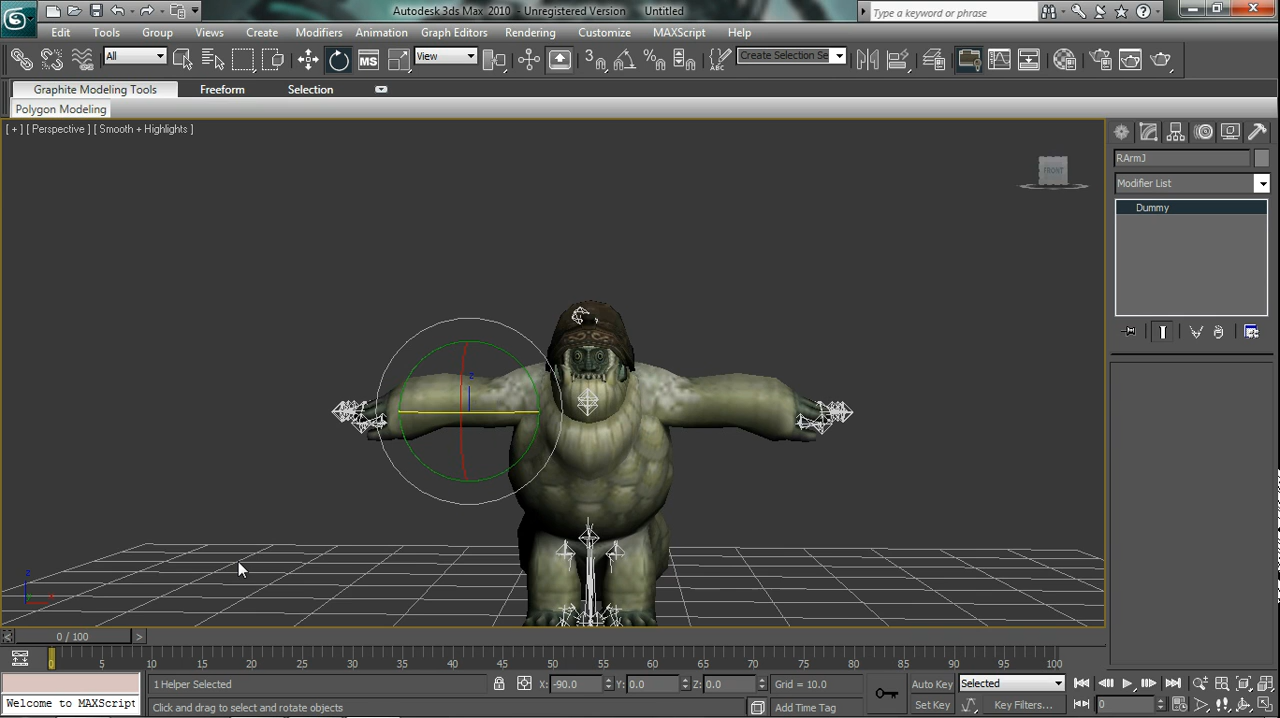 Autodesk 3ds Max 2010 - Unregistered Version Untitled
Type a keyword or phrase
Edit Tools Group Views Create Modifiers Animation Graph Editors Rendering Customize MAXScript Help
All View Create Selection Se
MS
3 ABC
Graphite Modeling Tools Freeform Selection
Polygon Modeling
[ + ] [ Perspective ] [ Smooth + Highlights ]
FRONT
RArmJ
Modifier List
Dummy
z
z
x
< 0 / 100 >
0 5 10 15 20 25 30 35 40 45 50 55 60 65 70 75 80 85 90 95 100
1 Helper Selected X: -90.0 Y: 0.0 Z: 0.0 Grid = 10.0 Auto Key Selected
Welcome to MAXScript Click and drag to select and rotate objects Add Time Tag Set Key Key Filters... 0